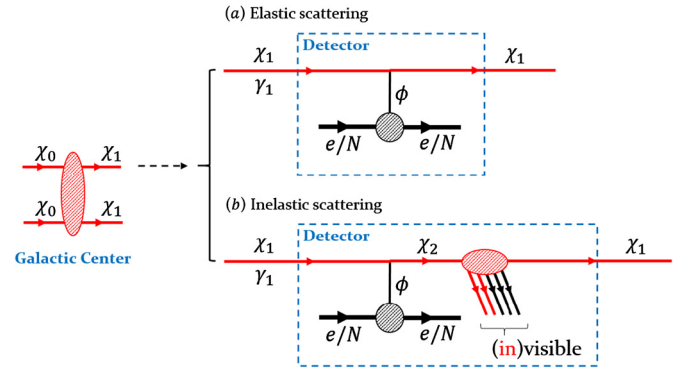 (a) Elastic scattering
Detector
χ₁ χ₁
γ₁
ϕ
e/N e/N
χ₀ χ₁
χ₀ χ₁
Galactic Center
(b) Inelastic scattering
Detector
χ₁ χ₂ χ₁
γ₁
ϕ
e/N e/N
(in)visible